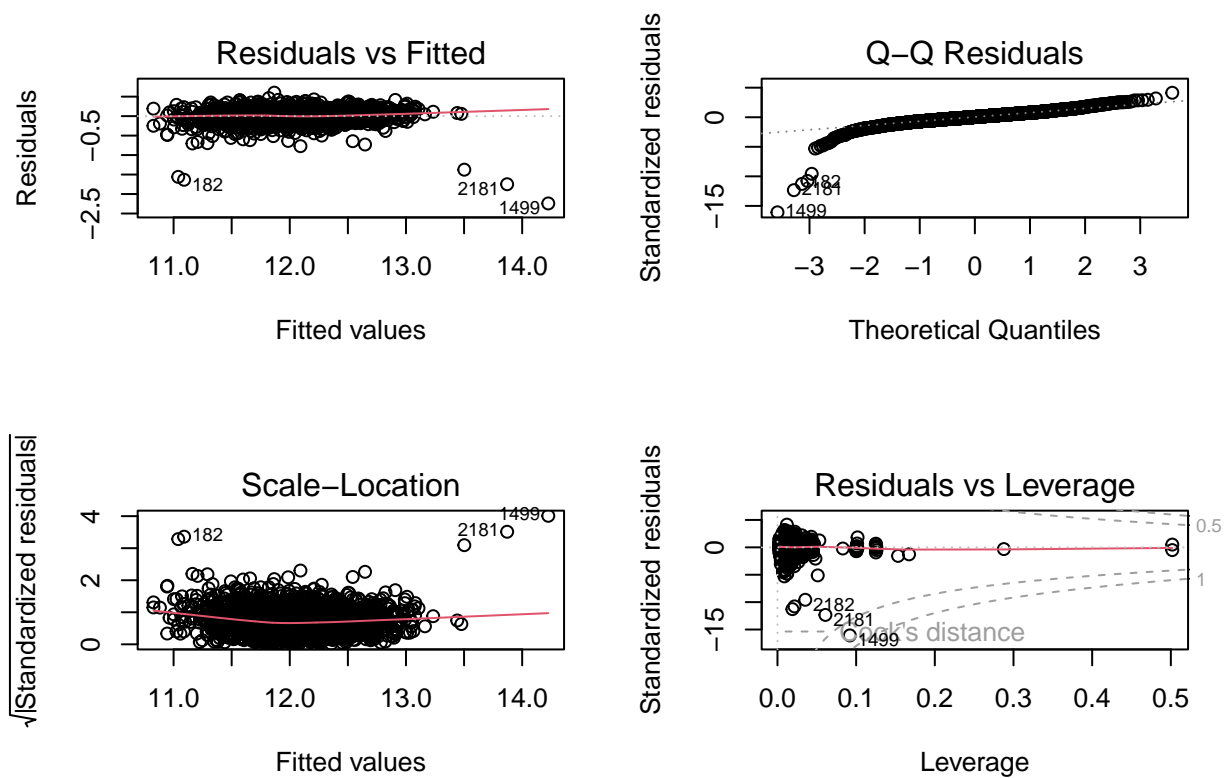 Residuals vs Fitted
Residuals
−0.5
−2.5
182
2181
1499
11.0 12.0 13.0 14.0
Fitted values
Q−Q Residuals
Standardized residuals
0
−15
182
2181
1499
−3 −2 −1 0 1 2 3
Theoretical Quantiles
Scale−Location
√|Standardized residuals|
4
2
0
182
2181
1499
11.0 12.0 13.0 14.0
Fitted values
Residuals vs Leverage
Standardized residuals
0
−15
0.5
1
2182
2181
1499
Cook's distance
0.0 0.1 0.2 0.3 0.4 0.5
Leverage